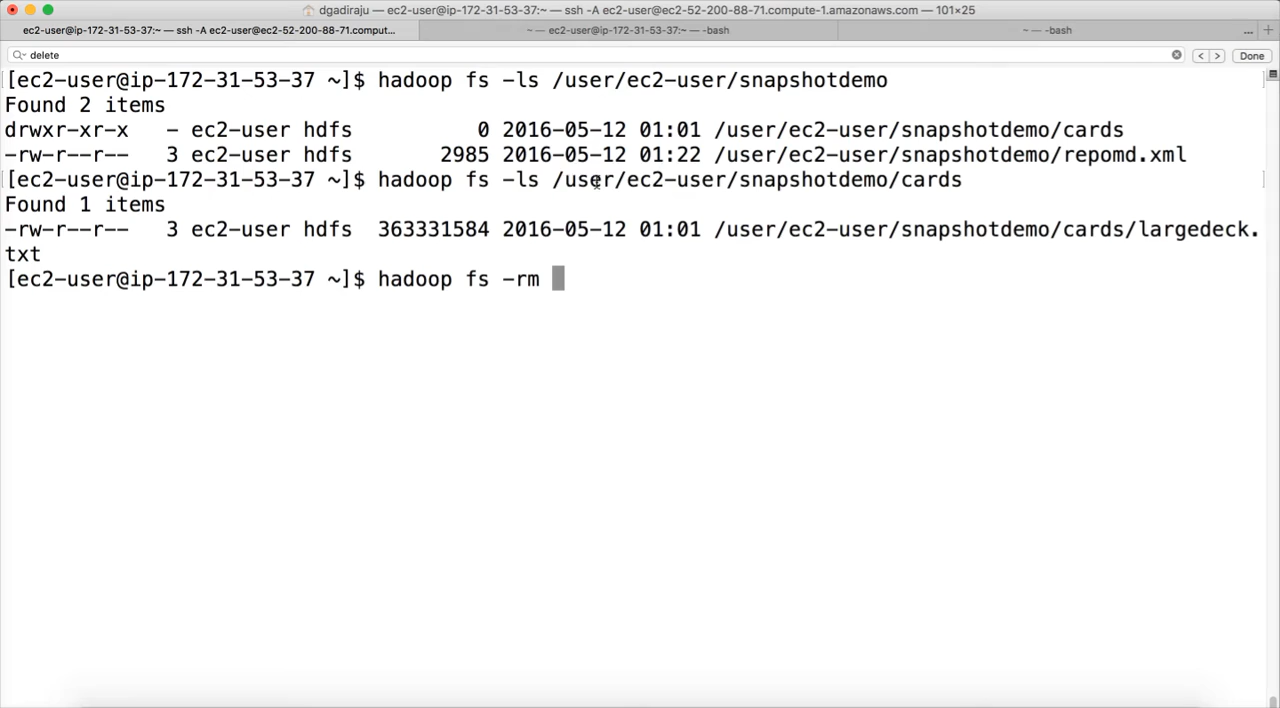 dgadiraju — ec2-user@ip-172-31-53-37:~ — ssh -A ec2-user@ec2-52-200-88-71.compute-1.amazonaws.com — 101×25
ec2-user@ip-172-31-53-37:~ — ssh -A ec2-user@ec2-52-200-88-71.comput... ~ — ec2-user@ip-172-31-53-37:~ — -bash ~ — -bash ... +
delete < > Done
[ec2-user@ip-172-31-53-37 ~]$ hadoop fs -ls /user/ec2-user/snapshotdemo
Found 2 items
drwxr-xr-x   - ec2-user hdfs          0 2016-05-12 01:01 /user/ec2-user/snapshotdemo/cards
-rw-r--r--   3 ec2-user hdfs       2985 2016-05-12 01:22 /user/ec2-user/snapshotdemo/repomd.xml
[ec2-user@ip-172-31-53-37 ~]$ hadoop fs -ls /user/ec2-user/snapshotdemo/cards
Found 1 items
-rw-r--r--   3 ec2-user hdfs  363331584 2016-05-12 01:01 /user/ec2-user/snapshotdemo/cards/largedeck.
txt
[ec2-user@ip-172-31-53-37 ~]$ hadoop fs -rm